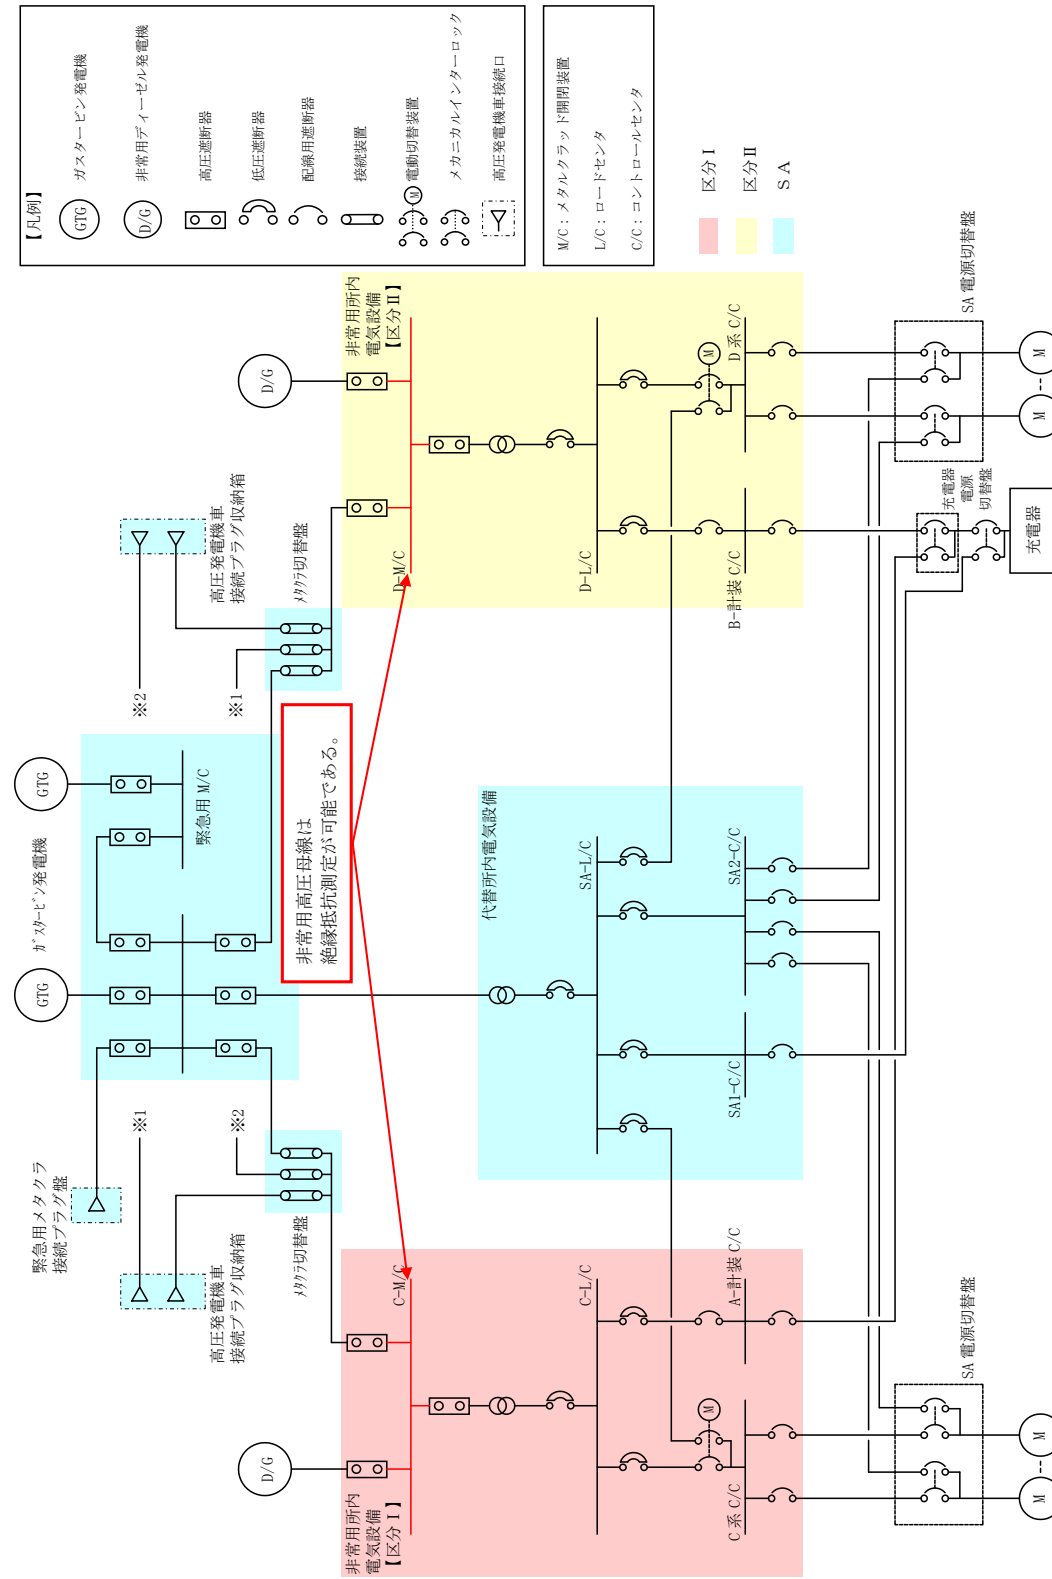 【凡例】
GTG
ガスタービン発電機
D/G
非常用ディーゼル発電機
高圧遮断器
低圧遮断器
配線用遮断器
接続装置
M
電動切替装置
メカニカルインターロック
高圧発電機車接続口
M/C：メタルクラッド開閉装置
L/C：ロードセンタ
C/C：コントロールセンタ
区分Ⅰ
区分Ⅱ
SA
緊急用メタクラ
接続プラグ盤
GTG
ｶﾞｽﾀｰﾋﾞﾝ発電機
GTG
緊急用 M/C
※1
※2
高圧発電機車
接続プラグ収納箱
ﾒﾀｸﾗ切替盤
※2
※1
高圧発電機車
接続プラグ収納箱
ﾒﾀｸﾗ切替盤
D/G
D/G
非常用所内
電気設備
【区分Ⅰ】
C-M/C
C-L/C
M
C系 C/C
A-計装 C/C
非常用高圧母線は
絶縁抵抗測定が可能である。
代替所内電気設備
SA-L/C
SA1-C/C
SA2-C/C
非常用所内
電気設備
【区分Ⅱ】
D-M/C
D-L/C
M
B-計装 C/C
D系 C/C
SA 電源切替盤
M
M
充電器
電源
切替盤
充電器
SA 電源切替盤
M
M